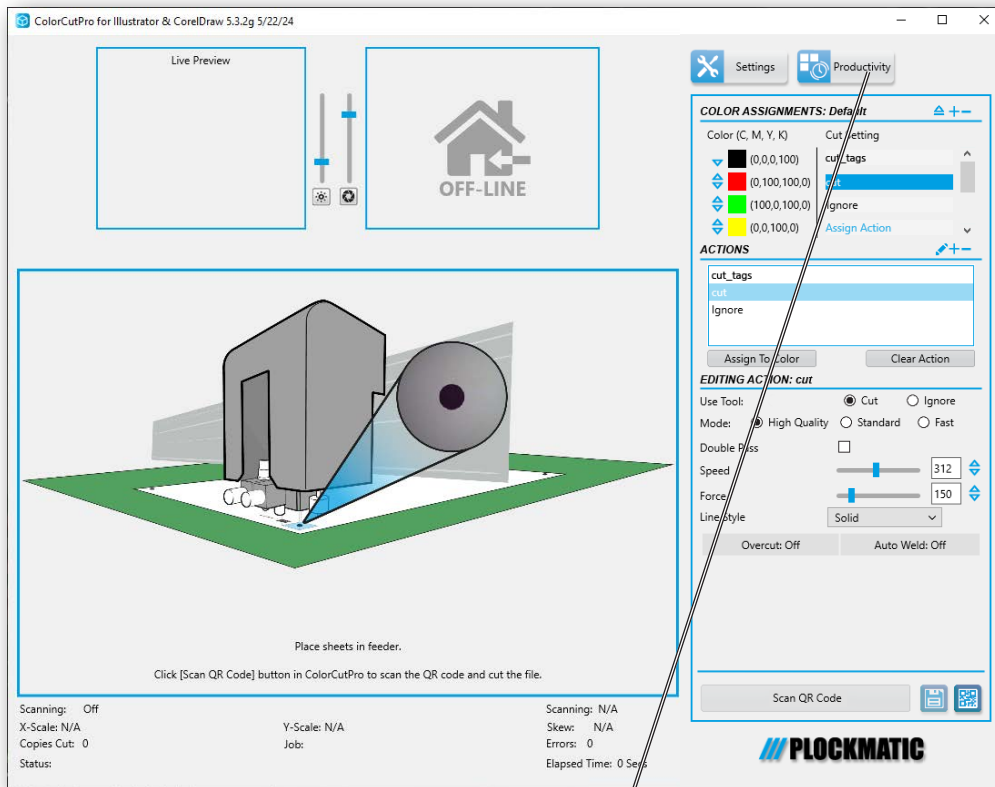 ColorCutPro for Illustrator & CorelDraw 5.3.2g 5/22/24
Live Preview
OFF-LINE
Settings
Productivity
COLOR ASSIGNMENTS: Default
Color (C, M, Y, K) Cut Setting
(0,0,0,100) cut_tags
(0,100,100,0) cut
(100,0,100,0) Ignore
(0,0,100,0) Assign Action
ACTIONS
cut_tags
cut
Ignore
Assign To Color Clear Action
EDITING ACTION: cut
Use Tool: Cut Ignore
Mode: High Quality Standard Fast
Double Pass
Speed 312
Force 150
Line Style Solid
Overcut: Off Auto Weld: Off
Scan QR Code
PLOCKMATIC
Place sheets in feeder.
Click [Scan QR Code] button in ColorCutPro to scan the QR code and cut the file.
Scanning: Off Scanning: N/A
X-Scale: N/A Y-Scale: N/A Skew: N/A
Copies Cut: 0 Job: Errors: 0
Status: Elapsed Time: 0 Secs